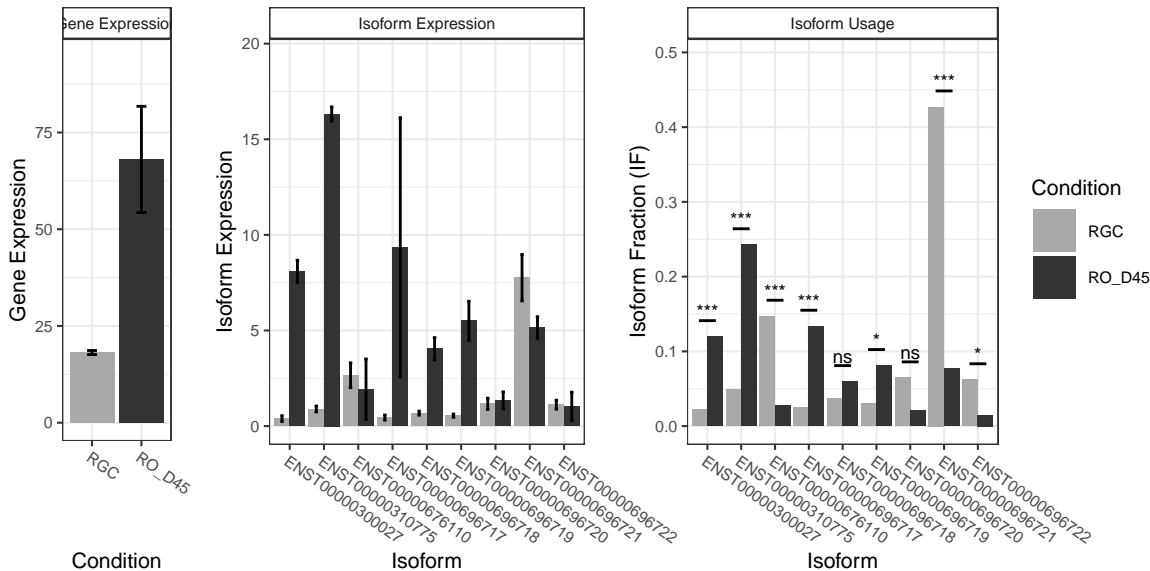 Gene Expression
Isoform Expression
Isoform Usage
Gene Expression
0
25
50
75
RGC
RO_D45
Condition
Isoform Expression
0
5
10
15
20
ENST00000300027
ENST00000310775
ENST00000676110
ENST00000696717
ENST00000696718
ENST00000696719
ENST00000696720
ENST00000696721
ENST00000696722
Isoform
Isoform Fraction (IF)
0.0
0.1
0.2
0.3
0.4
0.5
***
***
***
***
ns
*
ns
***
*
ENST00000300027
ENST00000310775
ENST00000676110
ENST00000696717
ENST00000696718
ENST00000696719
ENST00000696720
ENST00000696721
ENST00000696722
Isoform
Condition
RGC
RO_D45